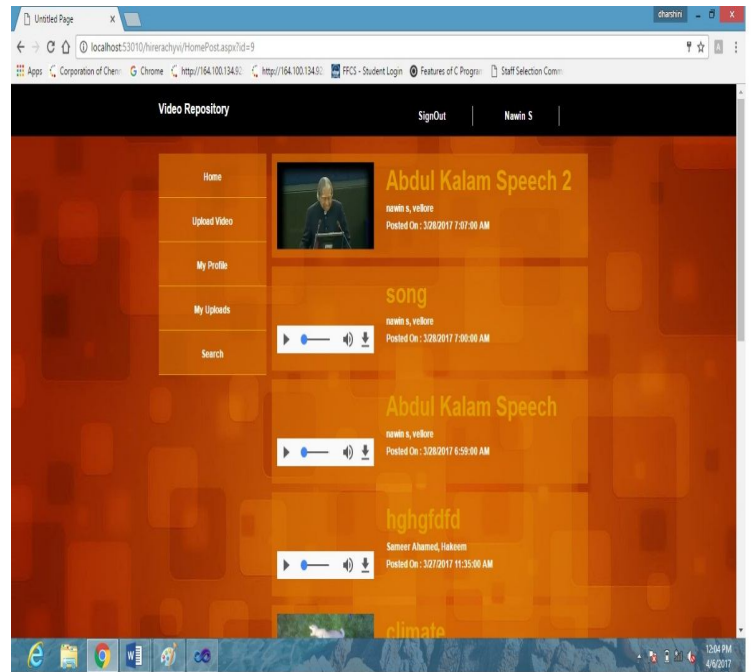 Untitled Page
dharshini
localhost:53010/hirerachyvi/HomePost.aspx?id=9
Apps Corporation of Chenn Chrome http://164.100.134.92: http://164.100.134.92: FFCS - Student Login Features of C Program Staff Selection Comm
Video Repository
SignOut Nawin S
Home
Upload Video
My Profile
My Uploads
Search
Abdul Kalam Speech 2
nawin s, vellore
Posted On : 3/28/2017 7:07:00 AM
song
nawin s, vellore
Posted On : 3/28/2017 7:00:00 AM
Abdul Kalam Speech
nawin s, vellore
Posted On : 3/28/2017 6:59:00 AM
hghgfdfd
Sameer Ahamed, Hakeem
Posted On : 3/27/2017 11:35:00 AM
climate
12:04 PM
4/6/2017